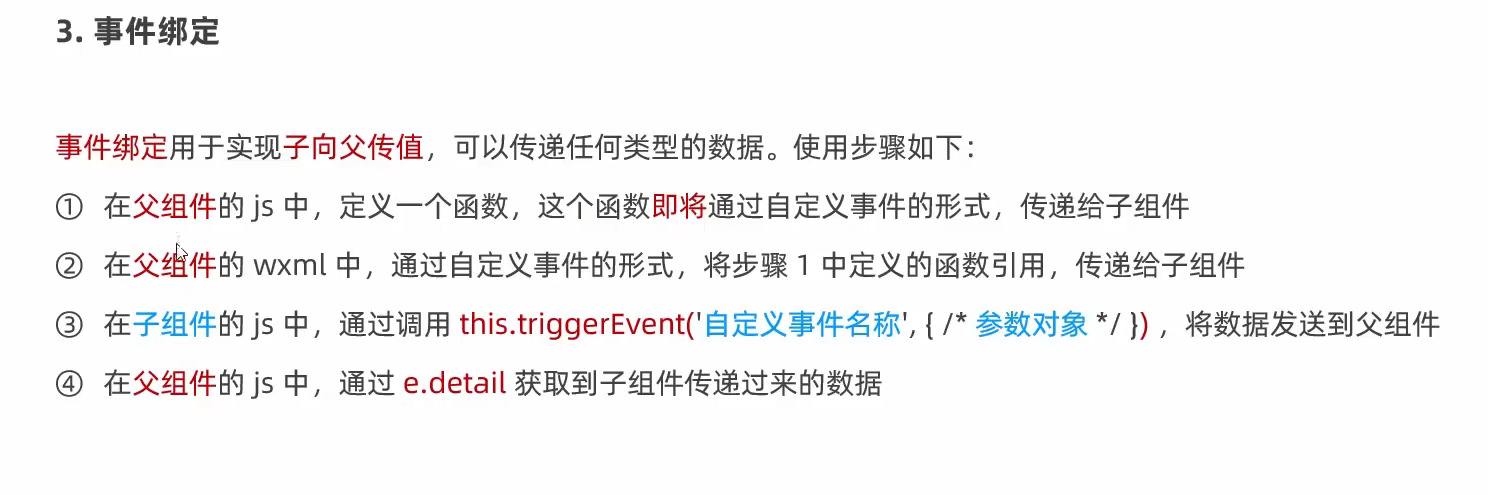 3. 事件绑定
事件绑定用于实现子向父传值，可以传递任何类型的数据。使用步骤如下：
① 在父组件的 js 中，定义一个函数，这个函数即将通过自定义事件的形式，传递给子组件
② 在父组件的 wxml 中，通过自定义事件的形式，将步骤 1 中定义的函数引用，传递给子组件
③ 在子组件的 js 中，通过调用 this.triggerEvent('自定义事件名称', { /* 参数对象 */ }) ，将数据发送到父组件
④ 在父组件的 js 中，通过 e.detail 获取到子组件传递过来的数据